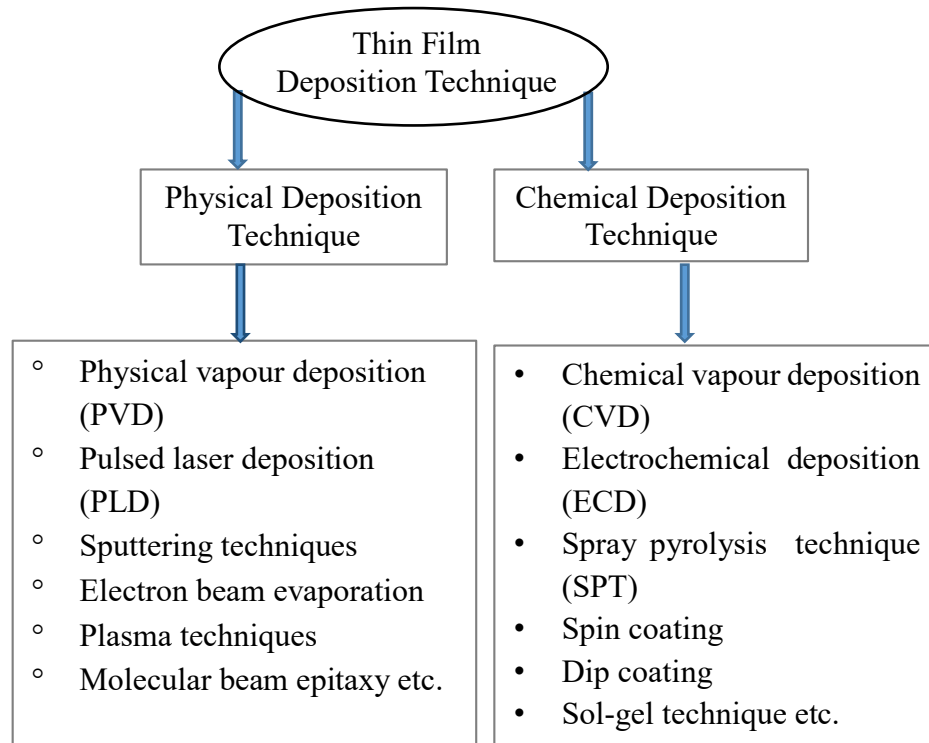 Thin Film
Deposition Technique
Physical Deposition
Technique
Chemical Deposition
Technique
° Physical vapour deposition
(PVD)
° Pulsed laser deposition
(PLD)
° Sputtering techniques
° Electron beam evaporation
° Plasma techniques
° Molecular beam epitaxy etc.
• Chemical vapour deposition
(CVD)
• Electrochemical deposition
(ECD)
• Spray pyrolysis technique
(SPT)
• Spin coating
• Dip coating
• Sol-gel technique etc.